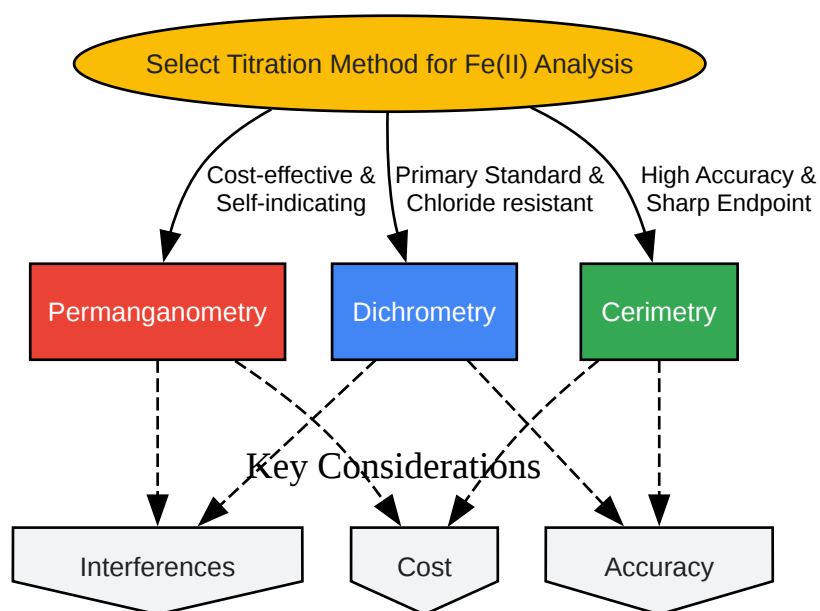 Select Titration Method for Fe(II) Analysis
Cost-effective &
Self-indicating
Primary Standard &
Chloride resistant
High Accuracy &
Sharp Endpoint
Permanganometry
Dichrometry
Cerimetry
Key Considerations
Interferences
Cost
Accuracy